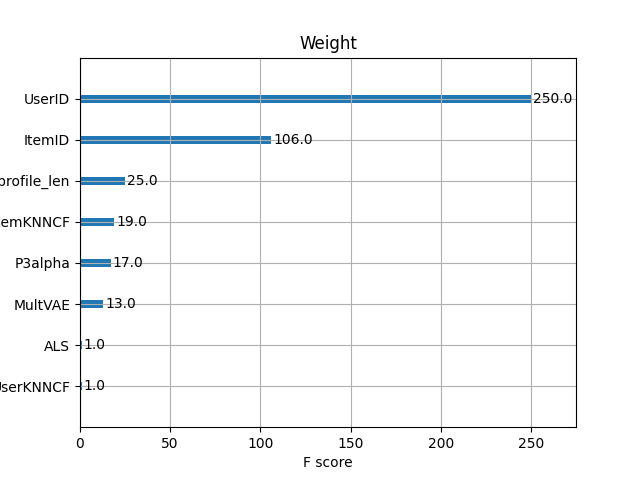 Weight
UserID 250.0
ItemID 106.0
profile_len 25.0
emKNNCF 19.0
P3alpha 17.0
MultVAE 13.0
ALS 1.0
UserKNNCF 1.0
0 50 100 150 200 250
F score